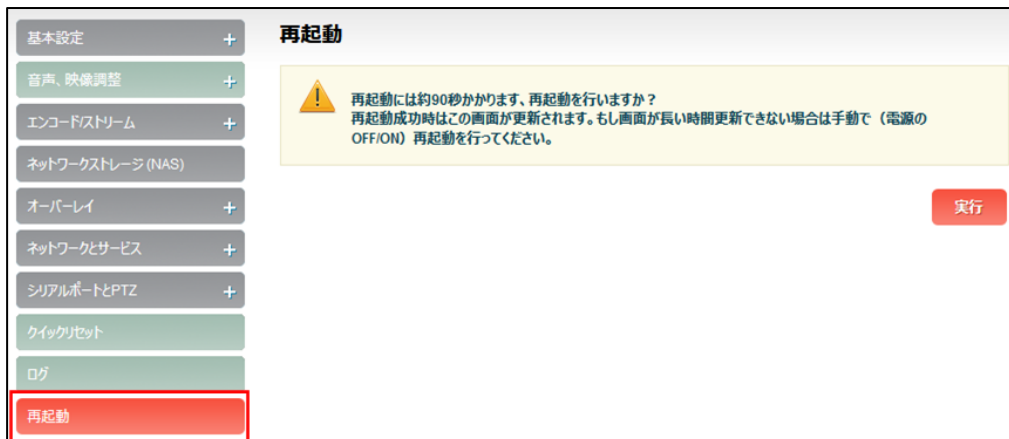 基本設定 +
音声、映像調整 +
エンコード/ストリーム +
ネットワークストレージ (NAS)
オーバーレイ +
ネットワークとサービス +
シリアルポートとPTZ +
クイックリセット
ログ
再起動
再起動
再起動には約90秒かかります、再起動を行いますか？
再起動成功時はこの画面が更新されます。もし画面が長い時間更新できない場合は手動で（電源の
OFF/ON）再起動を行ってください。
実行